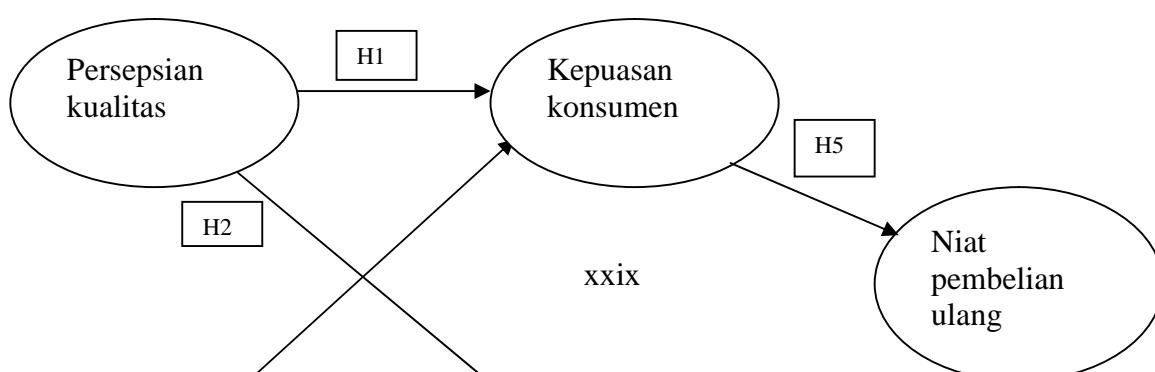 Persepsian
kualitas
H1
Kepuasan
konsumen
H5
H2
Niat
pembelian
ulang
xxix